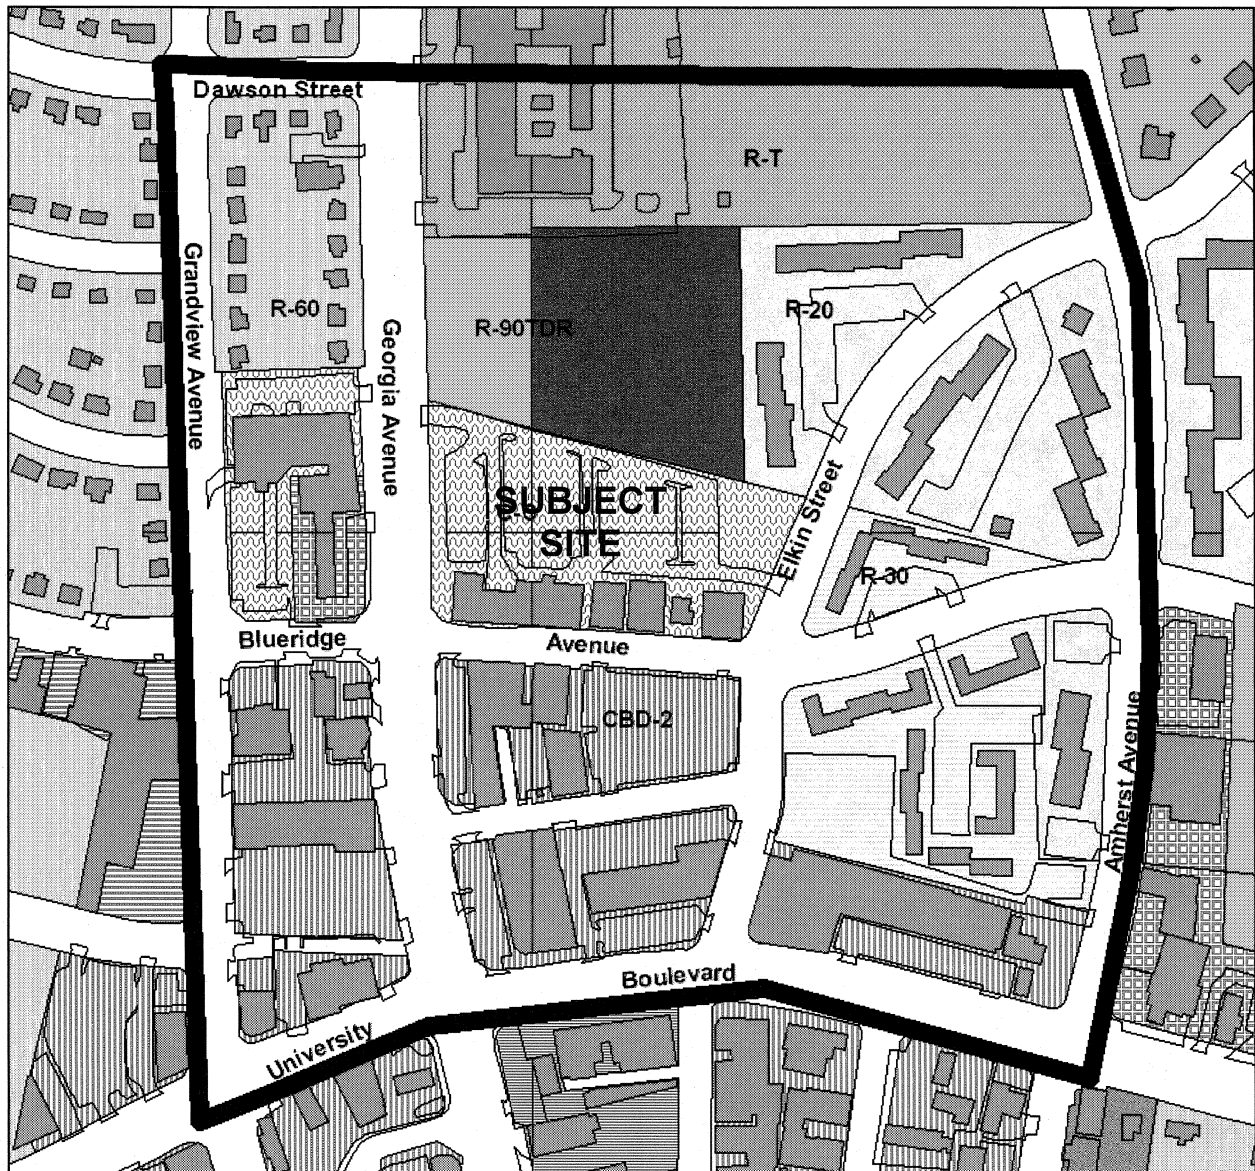 Dawson Street
R-T
Grandview Avenue
R-60
Georgia Avenue
R-90TDR
R-20
SUBJECT
SITE
Elkin Street
R-30
Blueridge
Avenue
CBD-2
Amherst Avenue
Boulevard
University